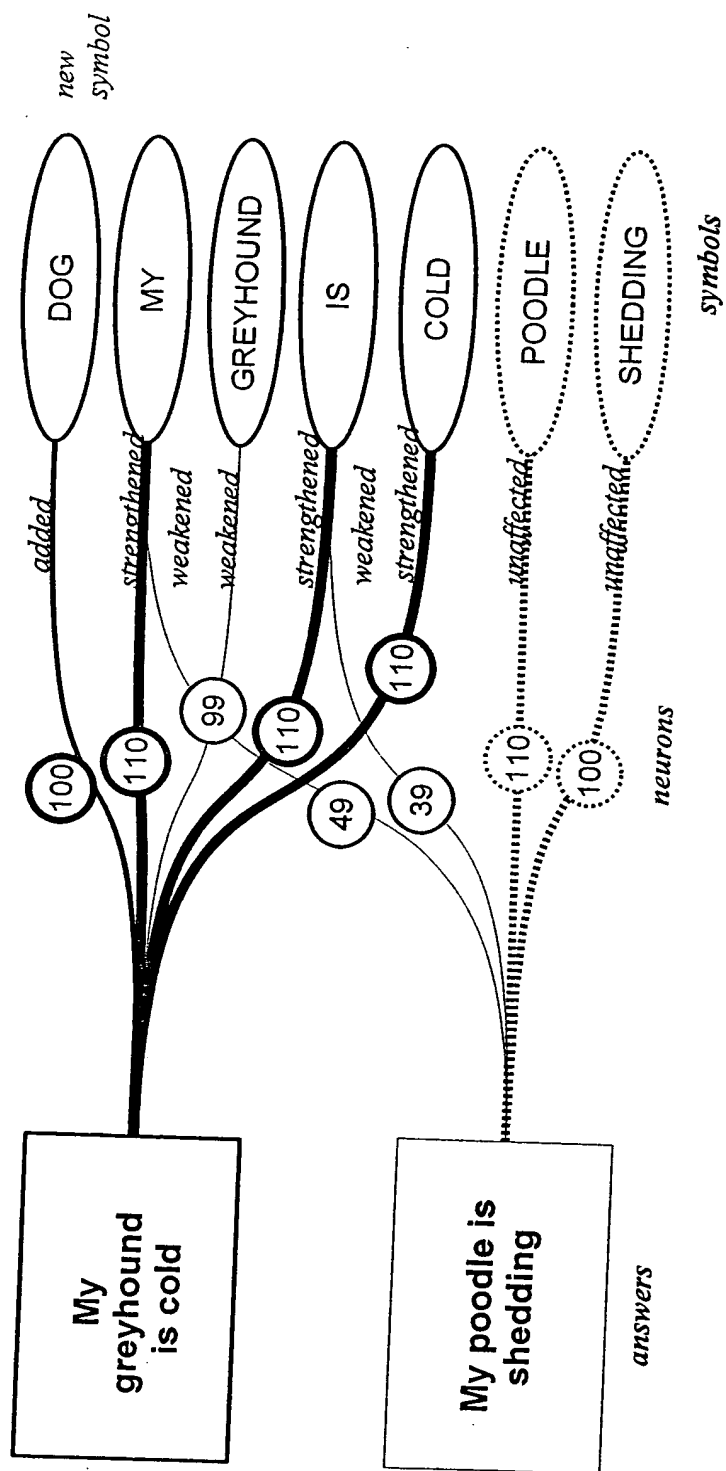 new
symbol
DOG
MY
GREYHOUND
IS
COLD
POODLE
SHEDDING
symbols
added
strengthened
weakened
weakened
strengthened
weakened
strengthened
unaffected
unaffected
100
110
99
110
110
49
39
110
100
neurons
My
greyhound
is cold
My poodle is
shedding
answers